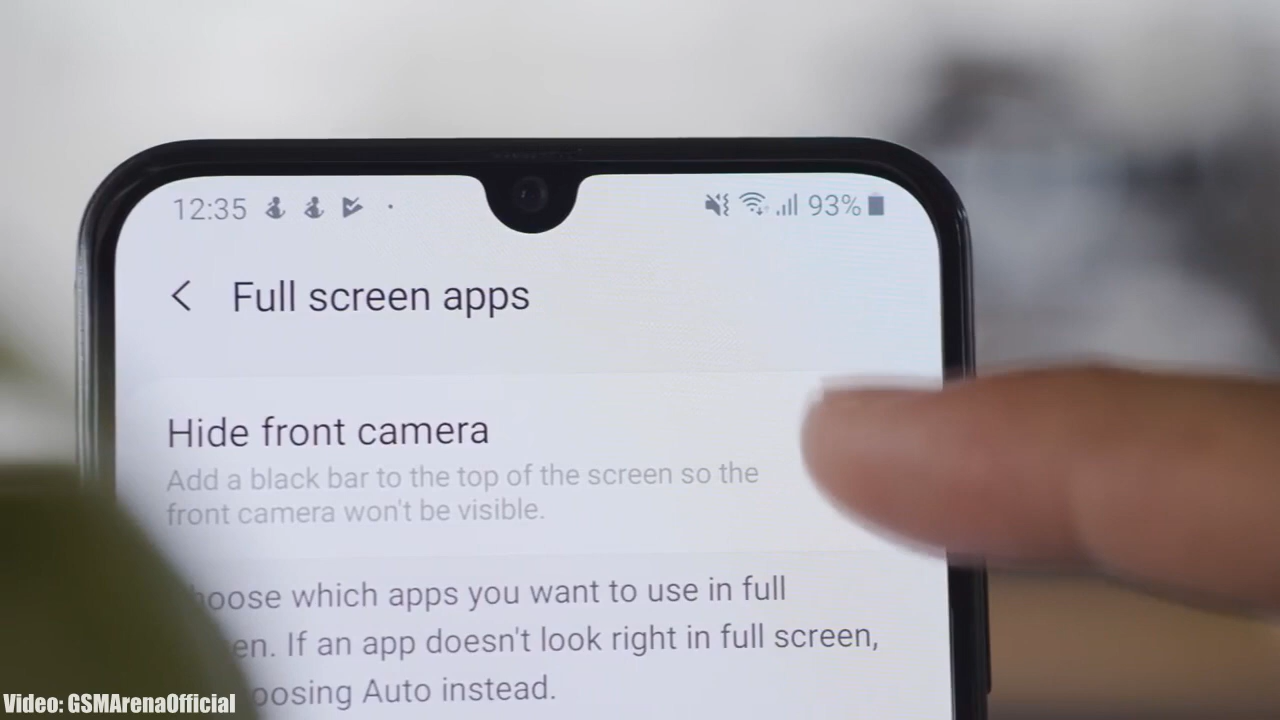 12:35
93%
Full screen apps
Hide front camera
Add a black bar to the top of the screen so the
front camera won't be visible.
which apps you want to use in full
If an app doesn't look right in full screen,
Auto instead.
Video: GSMArenaOfficial